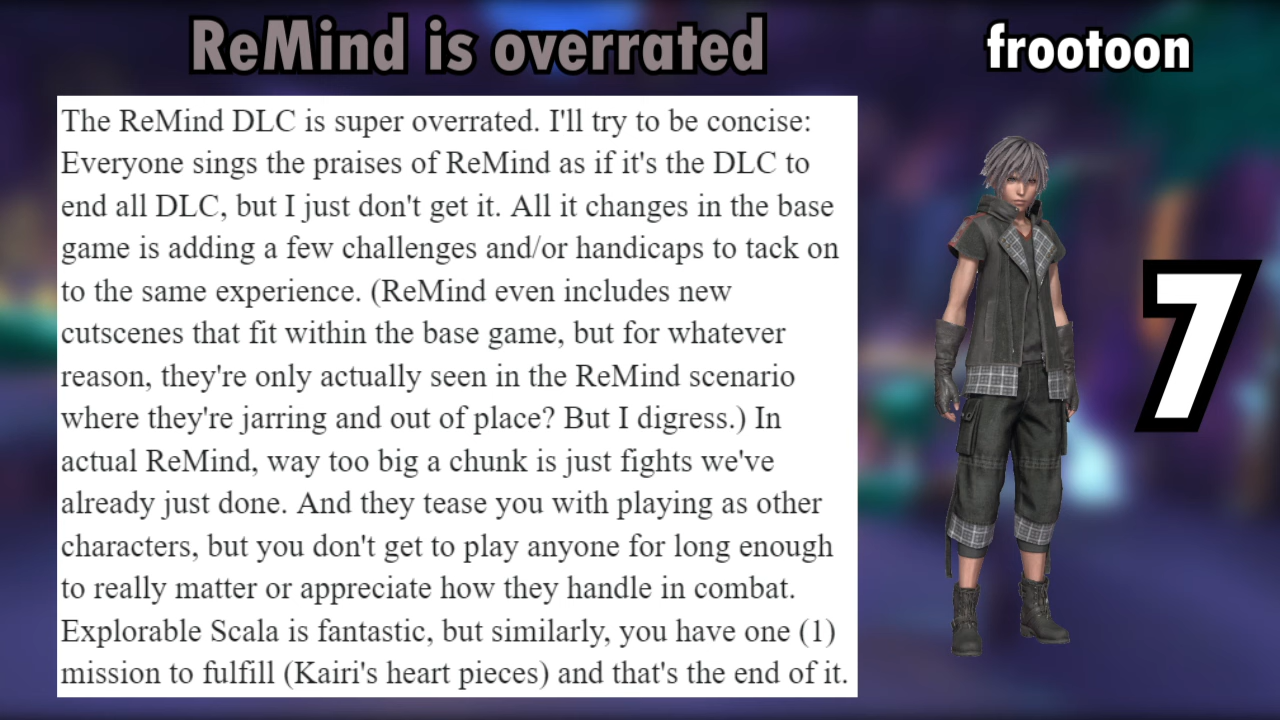 ReMind is overrated
frootoon
The ReMind DLC is super overrated. I'll try to be concise:
Everyone sings the praises of ReMind as if it's the DLC to
end all DLC, but I just don't get it. All it changes in the base
game is adding a few challenges and/or handicaps to tack on
to the same experience. (ReMind even includes new
cutscenes that fit within the base game, but for whatever
reason, they're only actually seen in the ReMind scenario
where they're jarring and out of place? But I digress.) In
actual ReMind, way too big a chunk is just fights we've
already just done. And they tease you with playing as other
characters, but you don't get to play anyone for long enough
to really matter or appreciate how they handle in combat.
Explorable Scala is fantastic, but similarly, you have one (1)
mission to fulfill (Kairi's heart pieces) and that's the end of it.
7